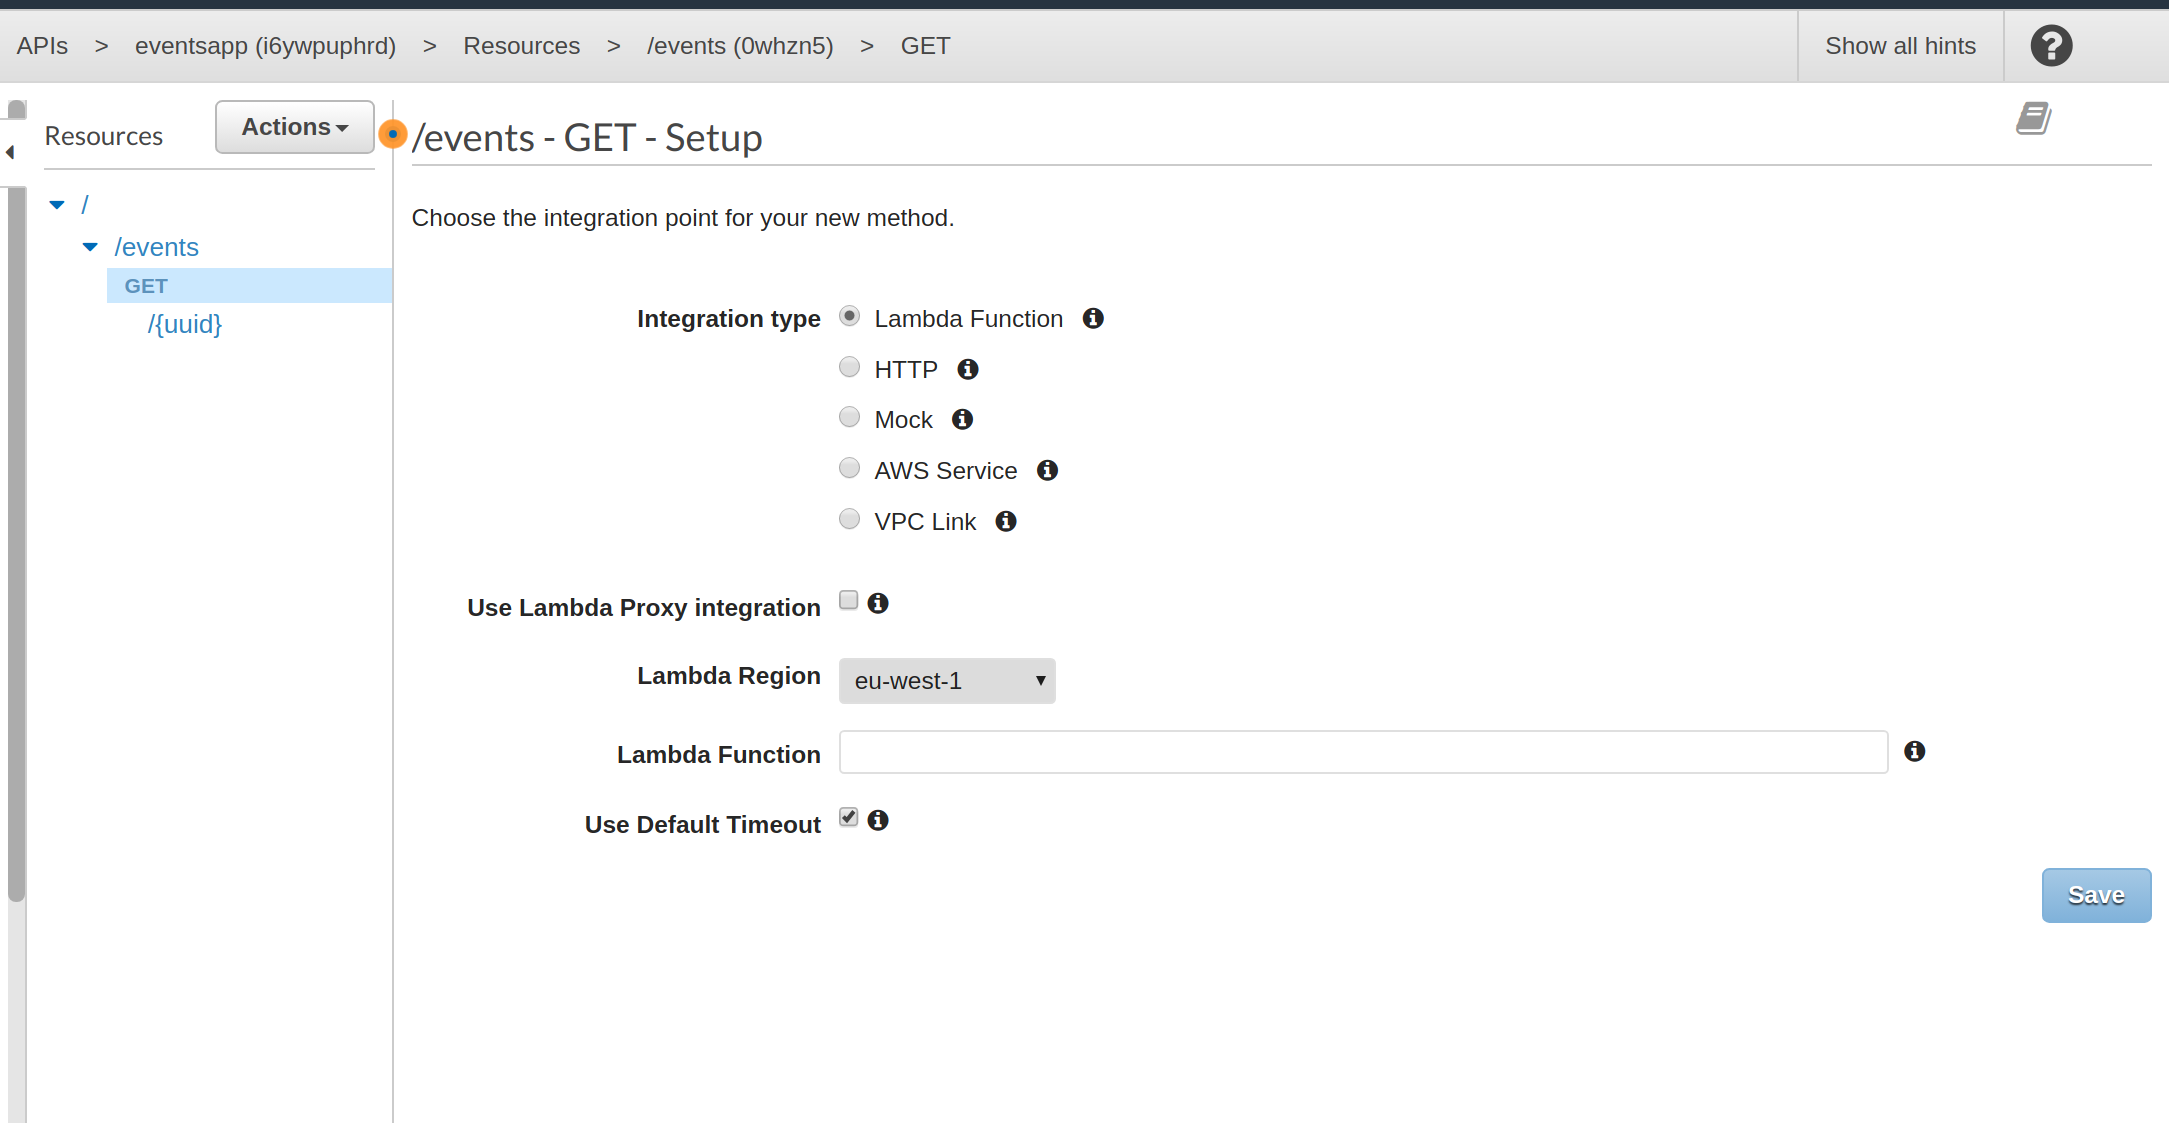 APIs > eventsapp (i6ywpuphrd) > Resources > /events (0whzn5) > GET
Show all hints
Resources
Actions
/
/events
GET
/{uuid}
/events - GET - Setup
Choose the integration point for your new method.
Integration type
Lambda Function
HTTP
Mock
AWS Service
VPC Link
Use Lambda Proxy integration
Lambda Region
eu-west-1
Lambda Function
Use Default Timeout
Save